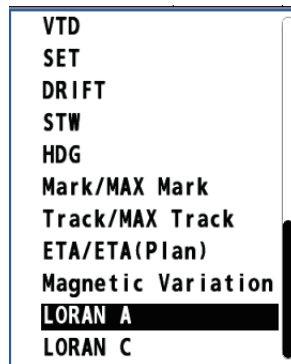 VTD
SET
DRIFT
STW
HDG
Mark/MAX Mark
Track/MAX Track
ETA/ETA(Plan)
Magnetic Variation
LORAN A
LORAN C